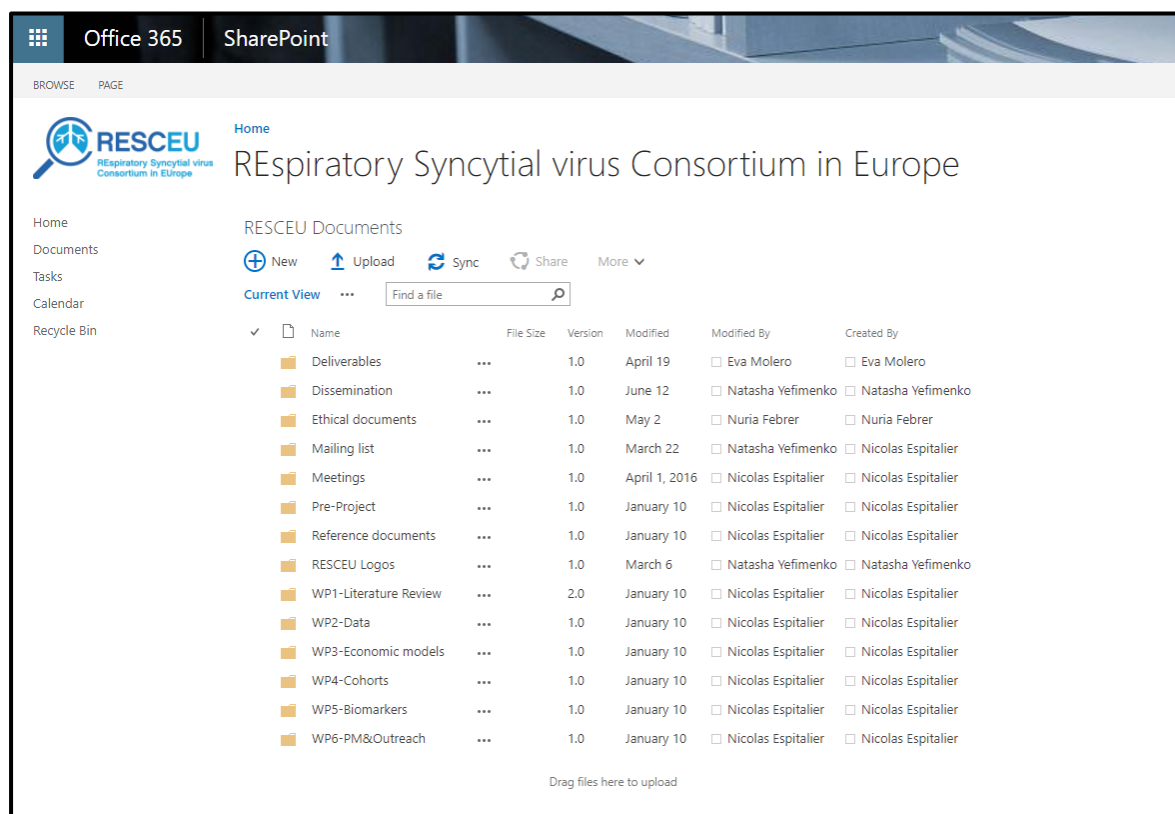 Office 365 SharePoint
BROWSE PAGE
RESCEU
REspiratory Syncytial virus
Consortium in EUrope
Home
REspiratory Syncytial virus Consortium in Europe
Home
Documents
Tasks
Calendar
Recycle Bin
RESCEU Documents
New Upload Sync Share More
Current View ••• Find a file
Name File Size Version Modified Modified By Created By
Deliverables ••• 1.0 April 19 Eva Molero Eva Molero
Dissemination ••• 1.0 June 12 Natasha Yefimenko Natasha Yefimenko
Ethical documents ••• 1.0 May 2 Nuria Febrer Nuria Febrer
Mailing list ••• 1.0 March 22 Natasha Yefimenko Nicolas Espitalier
Meetings ••• 1.0 April 1, 2016 Nicolas Espitalier Nicolas Espitalier
Pre-Project ••• 1.0 January 10 Nicolas Espitalier Nicolas Espitalier
Reference documents ••• 1.0 January 10 Nicolas Espitalier Nicolas Espitalier
RESCEU Logos ••• 1.0 March 6 Natasha Yefimenko Natasha Yefimenko
WP1-Literature Review ••• 2.0 January 10 Nicolas Espitalier Nicolas Espitalier
WP2-Data ••• 1.0 January 10 Nicolas Espitalier Nicolas Espitalier
WP3-Economic models ••• 1.0 January 10 Nicolas Espitalier Nicolas Espitalier
WP4-Cohorts ••• 1.0 January 10 Nicolas Espitalier Nicolas Espitalier
WP5-Biomarkers ••• 1.0 January 10 Nicolas Espitalier Nicolas Espitalier
WP6-PM&Outreach ••• 1.0 January 10 Nicolas Espitalier Nicolas Espitalier
Drag files here to upload